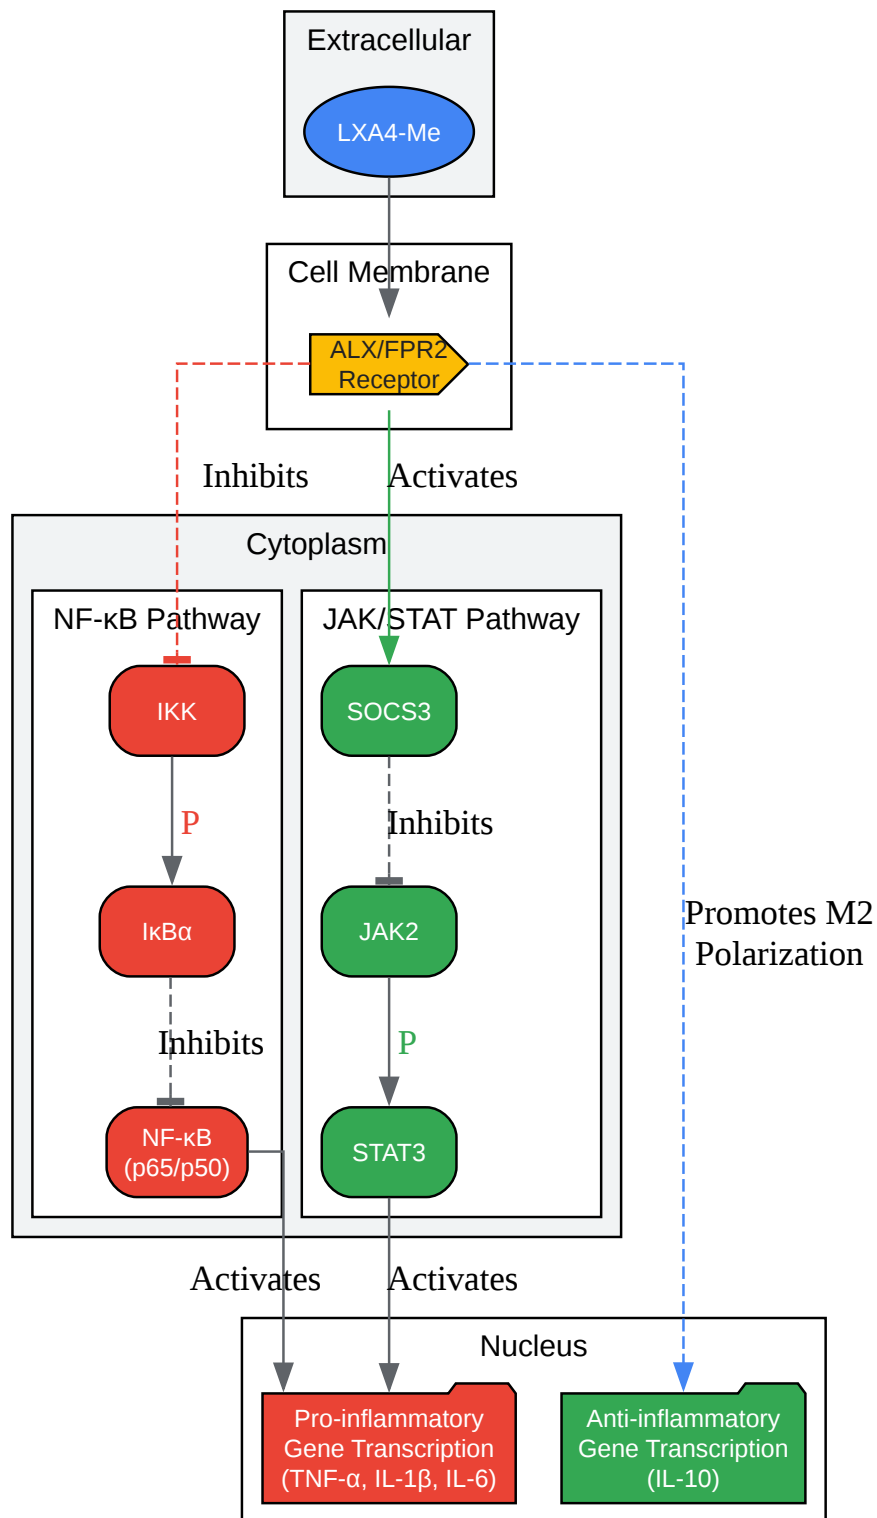 Extracellular
LXA4-Me
Cell Membrane
ALX/FPR2
Receptor
Inhibits
Activates
Cytoplasm
NF-κB Pathway
JAK/STAT Pathway
IKK
SOCS3
P
Inhibits
IκBα
JAK2
Promotes M2
Polarization
Inhibits
P
NF-κB
(p65/p50)
STAT3
Activates
Activates
Nucleus
Pro-inflammatory
Gene Transcription
(TNF-α, IL-1β, IL-6)
Anti-inflammatory
Gene Transcription
(IL-10)